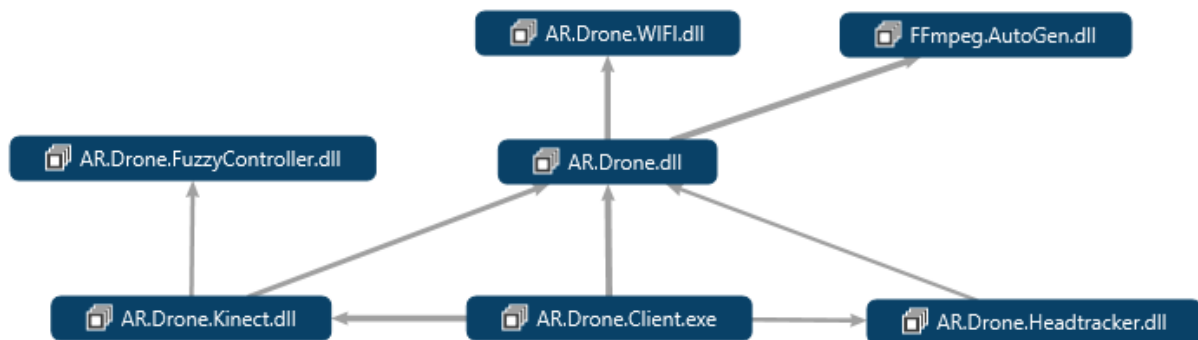 AR.Drone.WIFI.dll
FFmpeg.AutoGen.dll
AR.Drone.FuzzyController.dll
AR.Drone.dll
AR.Drone.Kinect.dll
AR.Drone.Client.exe
AR.Drone.Headtracker.dll